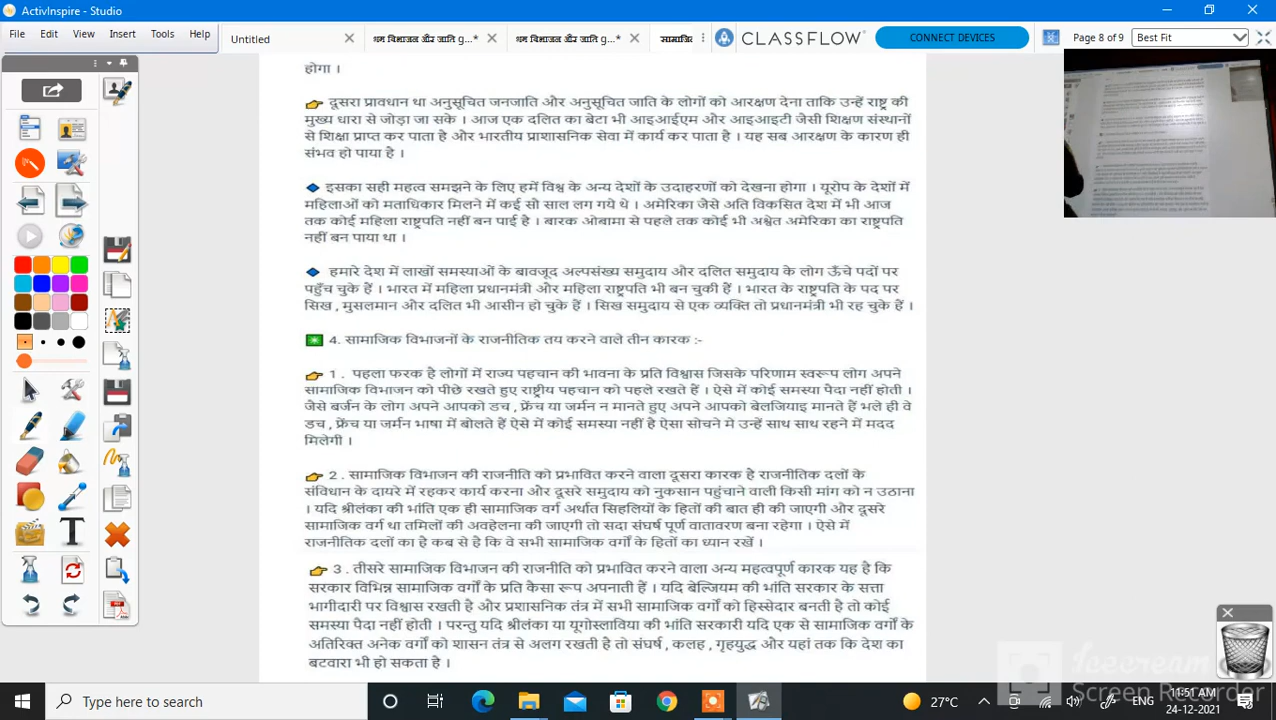 ActivInspire - Studio
File Edit View Insert Tools Help
Untitled
श्रम विभाजन और जाति g...*
श्रम विभाजन और जाति g...*
सामाजि
CLASSFLOW
CONNECT DEVICES
Page 8 of 9
Best Fit
होगा ।
दूसरा प्रावधान था अनुसूचित जनजाति और अनुसूचित जाति के लोगों को आरक्षण देना ताकि उन्हें राष्ट्र की
मुख्य धारा से जोड़ा जा सके । आज एक दलित का बेटा भी आइआईएम और आइआइटी जैसी शिक्षण संस्थानों
से शिक्षा प्राप्त कर पाता है और भारतीय प्राशासनिक सेवा में कार्य कर पाता है । यह सब आरक्षण के कारण ही
संभव हो पाया है ।
इसका सही महत्व समझने के लिए हमें विश्व के अन्य देशों के उदाहरणों को देखना होगा । यूरोप के देशों में
महिलाओं को मताधिकार मिलने में कई सौ साल लग गये थे । अमेरिका जैसे अति विकसित देश में भी आज
तक कोई महिला राष्ट्रपति नहीं बन पाई है । बराक ओबामा से पहले तक कोई भी अश्वेत अमेरिका का राष्ट्रपति
नहीं बन पाया था ।
हमारे देश में लाखों समस्याओं के बावजूद अल्पसंख्य समुदाय और दलित समुदाय के लोग ऊँचे पदों पर
पहुँच चुके हैं । भारत में महिला प्रधानमंत्री और महिला राष्ट्रपति भी बन चुकी हैं । भारत के राष्ट्रपति के पद पर
सिख , मुसलमान और दलित भी आसीन हो चुके हैं । सिख समुदाय से एक व्यक्ति तो प्रधानमंत्री भी रह चुके हैं ।
4. सामाजिक विभाजनों के राजनीतिक तय करने वाले तीन कारक :-
1 . पहला फरक है लोगों में राज्य पहचान की भावना के प्रति विश्वास जिसके परिणाम स्वरूप लोग अपने
सामाजिक विभाजन को पीछे रखते हुए राष्ट्रीय पहचान को पहले रखते हैं । ऐसे में कोई समस्या पैदा नहीं होती ।
जैसे बर्जन के लोग अपने आपको डच , फ्रेंच या जर्मन न मानते हुए अपने आपको बेलजियाइ मानते हैं भले ही वे
डच , फ्रेंच या जर्मन भाषा में बोलते हैं ऐसे में कोई समस्या नहीं है ऐसा सोचने मे उन्हें साथ साथ रहने में मदद
मिलेगी ।
2 . सामाजिक विभाजन की राजनीति को प्रभावित करने वाला दूसरा कारक है राजनीतिक दलों के
संविधान के दायरे में रहकर कार्य करना और दूसरे समुदाय को नुकसान पहुंचाने वाली किसी मांग को न उठाना
। यदि श्रीलंका की भांति एक ही सामाजिक वर्ग अर्थात सिहलियों के हितों की बात ही की जाएगी और दूसरे
सामाजिक वर्ग था तमिलों की अवहेलना की जाएगी तो सदा संघर्ष पूर्ण वातावरण बना रहेगा । ऐसे में
राजनीतिक दलों का है कब से है कि वे सभी सामाजिक वर्गों के हितों का ध्यान रखें ।
3 . तीसरे सामाजिक विभाजन की राजनीति को प्रभावित करने वाला अन्य महत्वपूर्ण कारक यह है कि
सरकार विभिन्न सामाजिक वर्गों के प्रति कैसा रूप अपनाती हैं । यदि बेल्जियम की भांति सरकार के सत्ता
भागीदारी पर विश्वास रखती है और प्रशासनिक तंत्र में सभी सामाजिक वर्गों को हिस्सेदार बनती है तो कोई
समस्या पैदा नहीं होती । परन्तु यदि श्रीलंका या यूगोस्लाविया की भांति सरकारी यदि एक से सामाजिक वर्गों के
अतिरिक्त अनेक वर्गों को शासन तंत्र से अलग रखती है तो संघर्ष , कलह , गृहयुद्ध और यहां तक कि देश का
बटवारा भी हो सकता है ।
Icecream
Screen Recorder
Type here to search
27°C
ENG
11:51 AM
24-12-2021